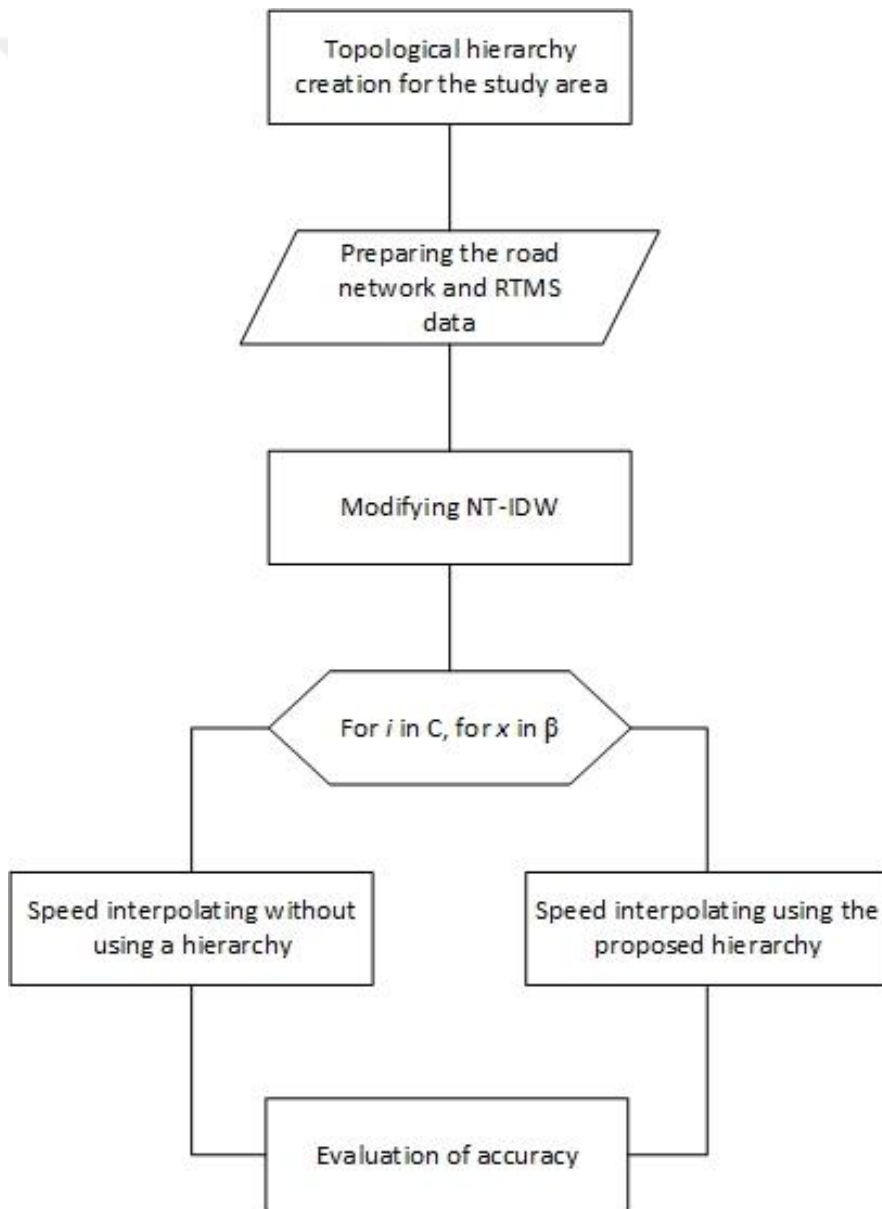 Topological hierarchy
creation for the study area
Preparing the road
network and RTMS
data
Modifying NT-IDW
For i in C, for x in β
Speed interpolating without
using a hierarchy
Speed interpolating using the
proposed hierarchy
Evaluation of accuracy